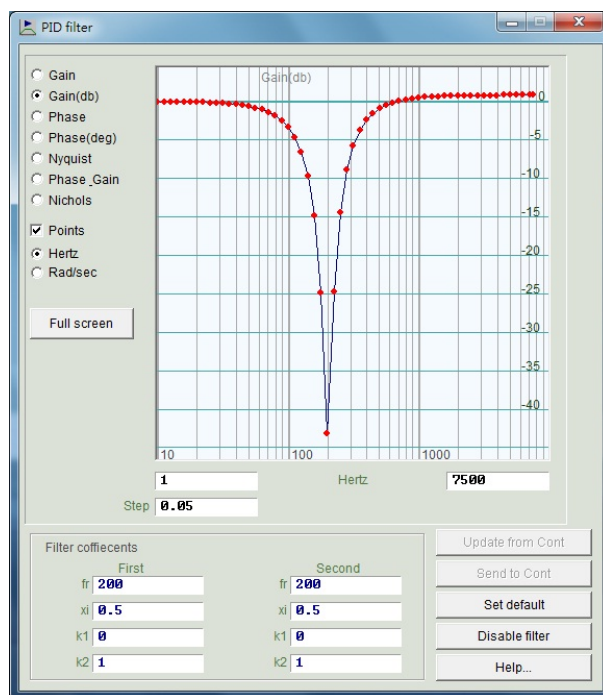 PID filter
Gain
Gain(db)
Phase
Phase(deg)
Nyquist
Phase_Gain
Nichols
Points
Hertz
Rad/sec
Full screen
Gain(db)
0
-5
-10
-15
-20
-25
-30
-35
-40
10 100 1000
1 Hertz 7500
Step 0.05
Filter coffiecents
First Second
fr 200 fr 200
xi 0.5 xi 0.5
k1 0 k1 0
k2 1 k2 1
Update from Cont
Send to Cont
Set default
Disable filter
Help...